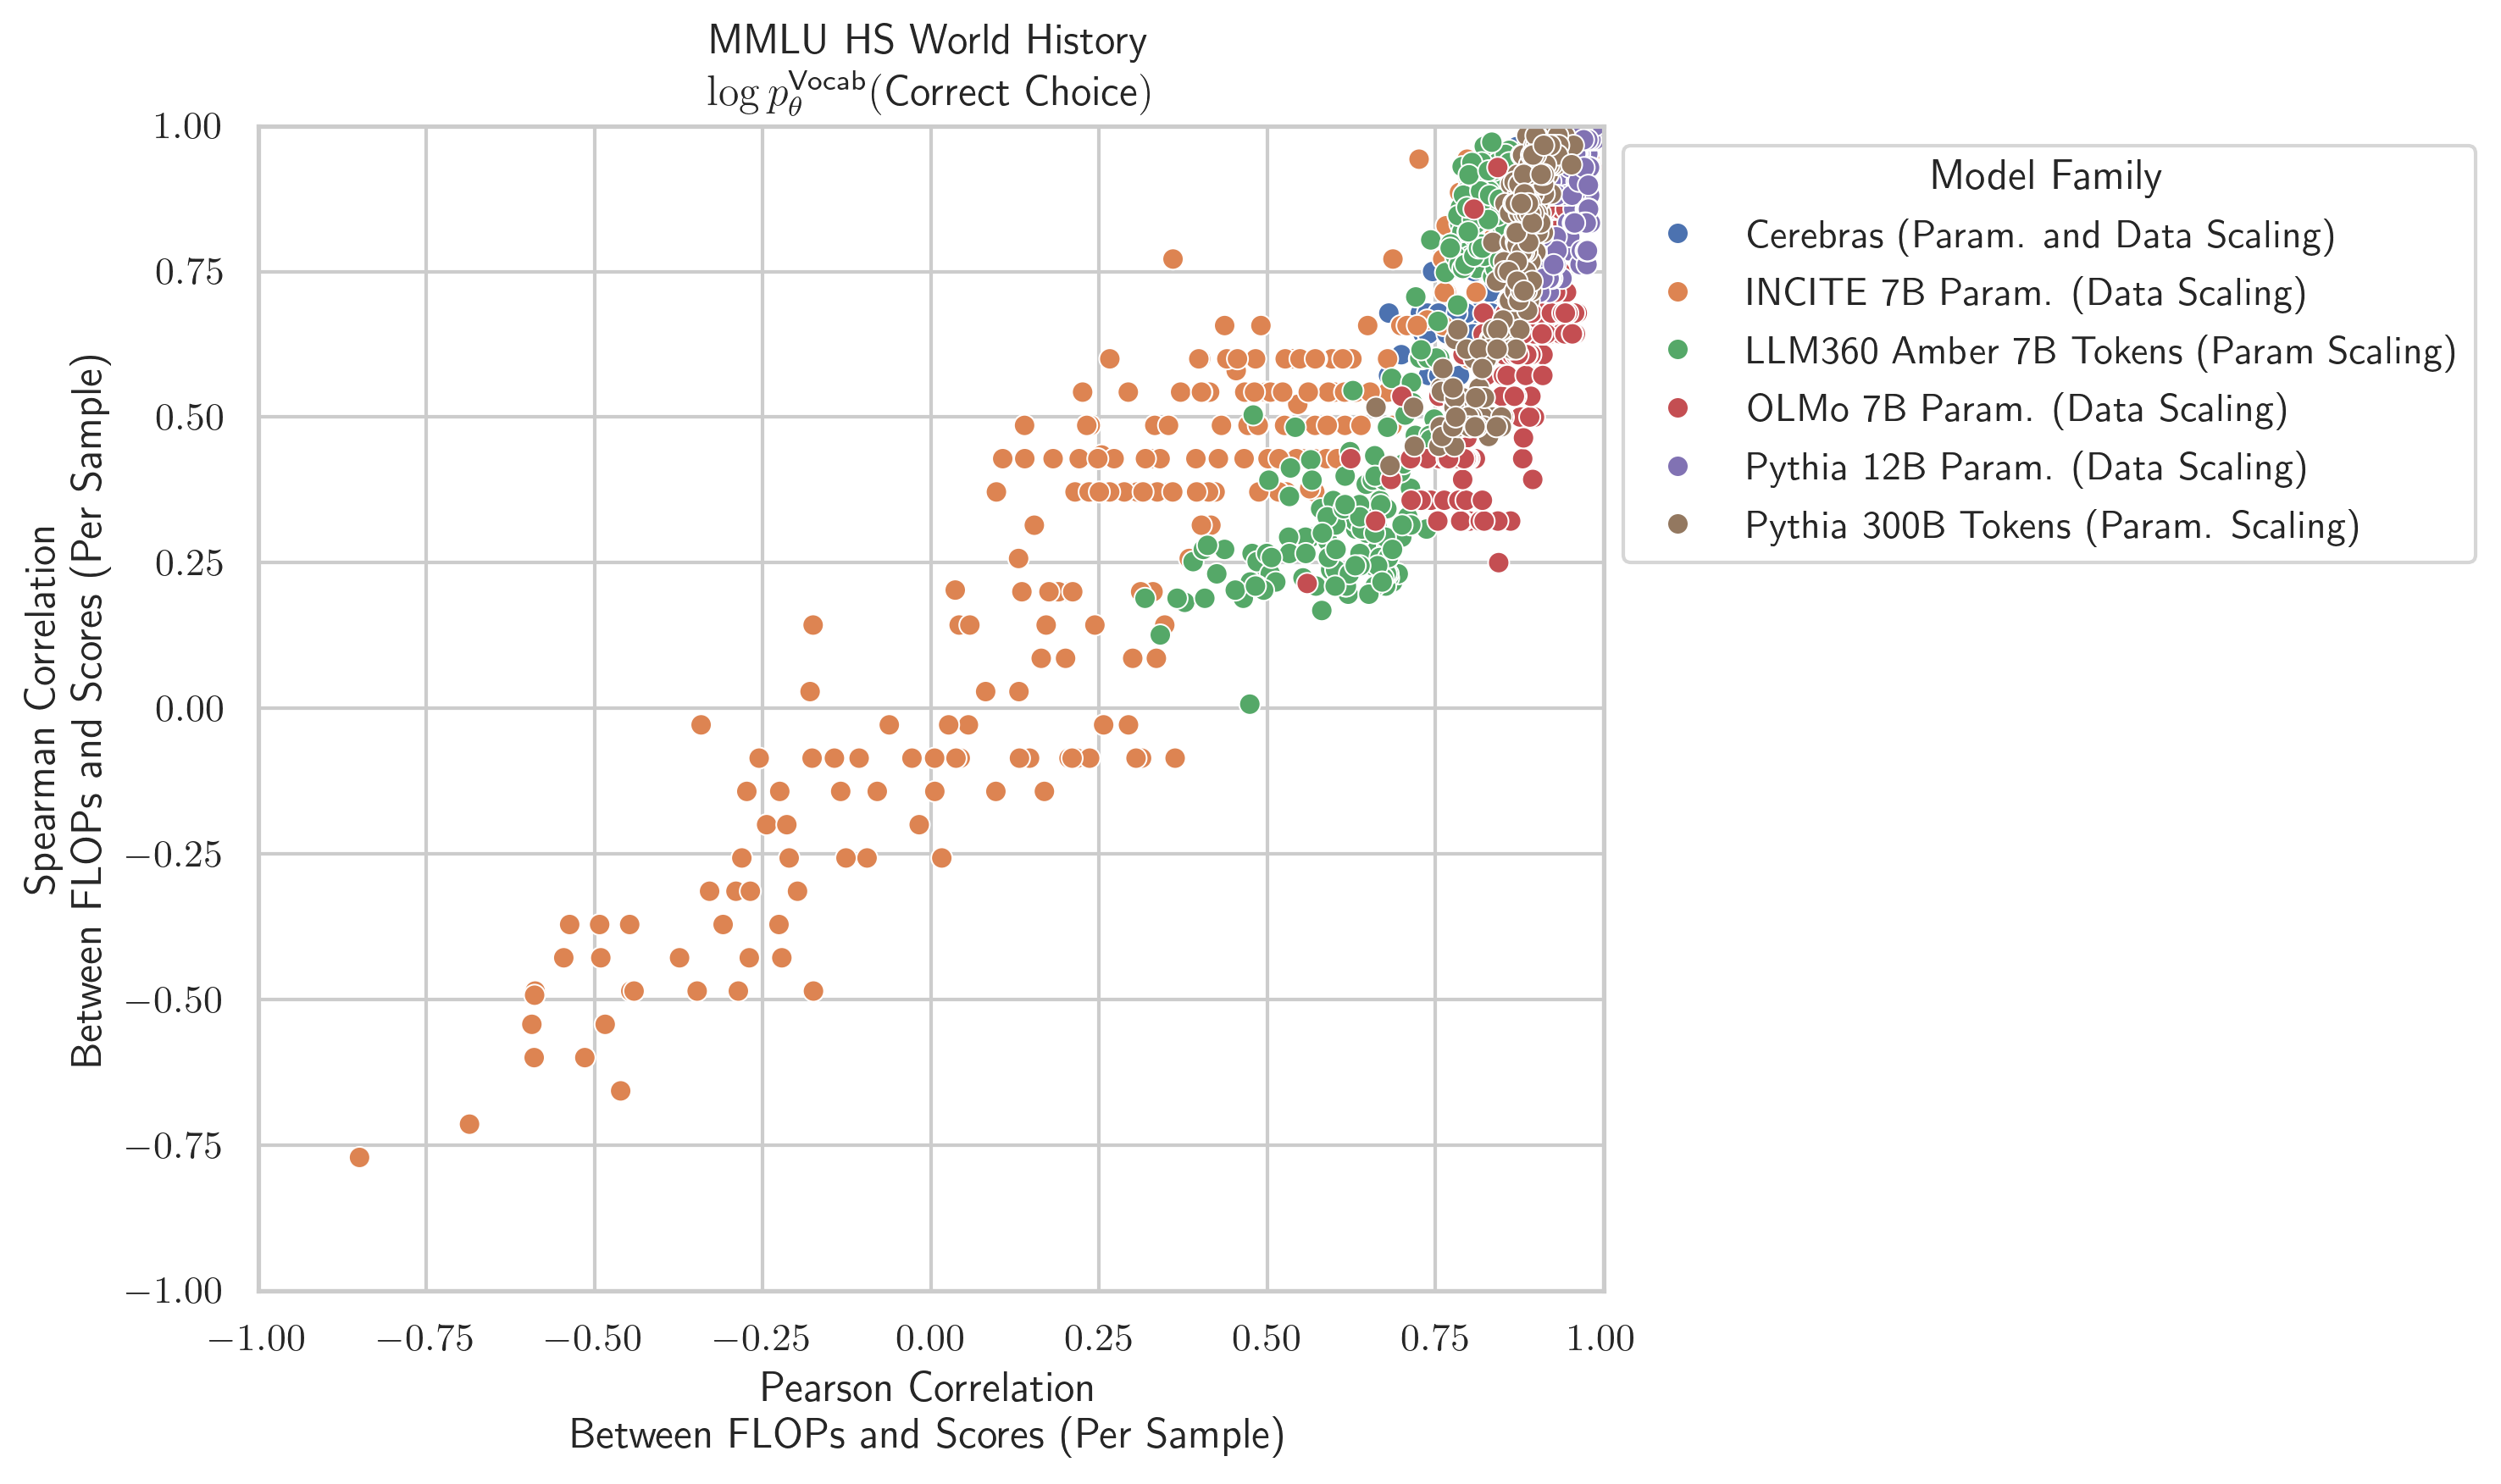 MMLU HS World History
log p_θ^Vocab(Correct Choice)
Spearman Correlation
Between FLOPs and Scores (Per Sample)
1.00
0.75
0.50
0.25
0.00
−0.25
−0.50
−0.75
−1.00
−1.00 −0.75 −0.50 −0.25 0.00 0.25 0.50 0.75 1.00
Pearson Correlation
Between FLOPs and Scores (Per Sample)
Model Family
Cerebras (Param. and Data Scaling)
INCITE 7B Param. (Data Scaling)
LLM360 Amber 7B Tokens (Param Scaling)
OLMo 7B Param. (Data Scaling)
Pythia 12B Param. (Data Scaling)
Pythia 300B Tokens (Param. Scaling)